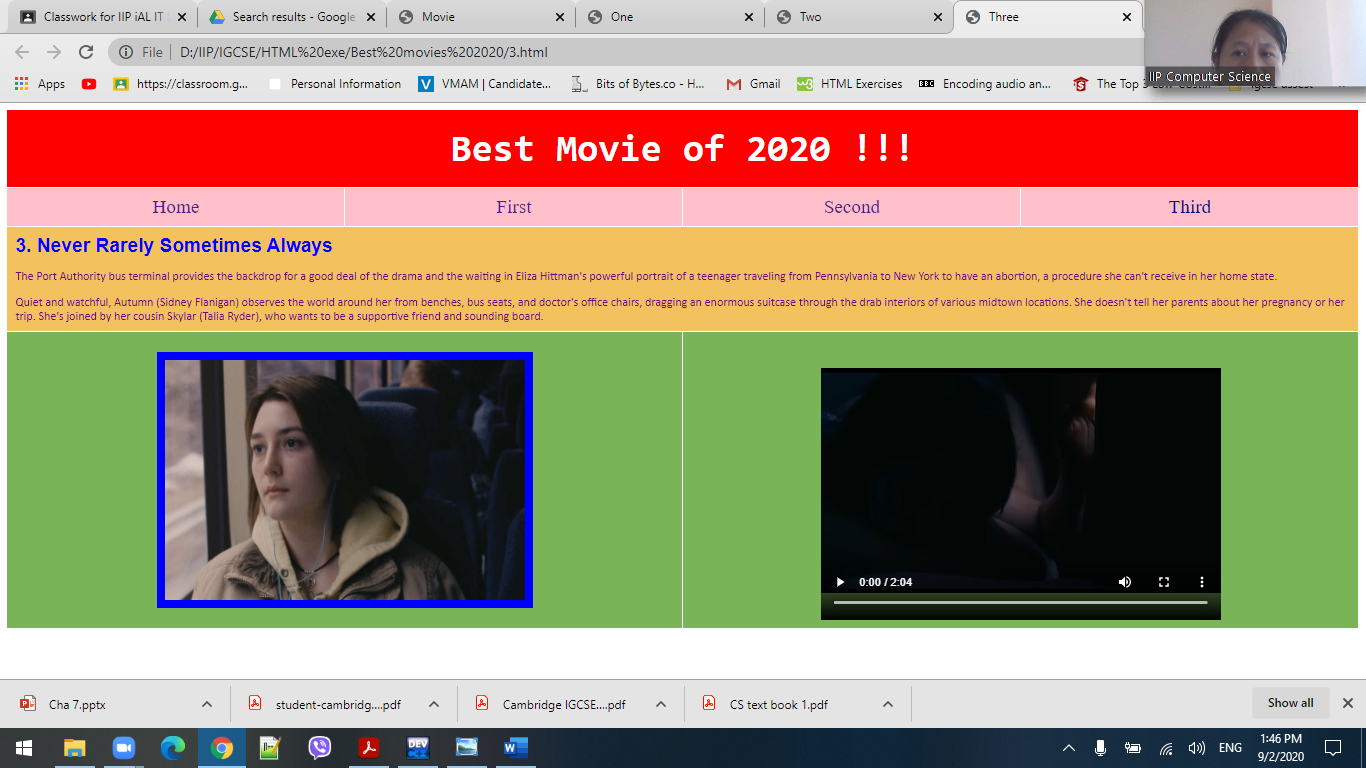 Classwork for IIP iAL IT
Search results - Google
Movie
One
Two
Three
File
D:/IIP/IGCSE/HTML%20exe/Best%20movies%202020/3.html
IIP Computer Science
Apps
https://classroom.g...
Personal Information
VMAM | Candidate...
Bits of Bytes.co - H...
Gmail
HTML Exercises
Encoding audio an...
Best Movie of 2020 !!!
Home
First
Second
Third
3. Never Rarely Sometimes Always
The Port Authority bus terminal provides the backdrop for a good deal of the drama and the waiting in Eliza Hittman's powerful portrait of a teenager traveling from Pennsylvania to New York to have an abortion, a procedure she can't receive in her home state.
Quiet and watchful, Autumn (Sidney Flanigan) observes the world around her from benches, bus seats, and doctor's office chairs, dragging an enormous suitcase through the drab interiors of various midtown locations. She doesn't tell her parents about her pregnancy or her
trip. She's joined by her cousin Skylar (Talia Ryder), who wants to be a supportive friend and sounding board.
0:00 / 2:04
Cha 7.pptx
student-cambridg....pdf
Cambridge IGCSE....pdf
CS text book 1.pdf
Show all
DEV
ENG
1:46 PM
9/2/2020